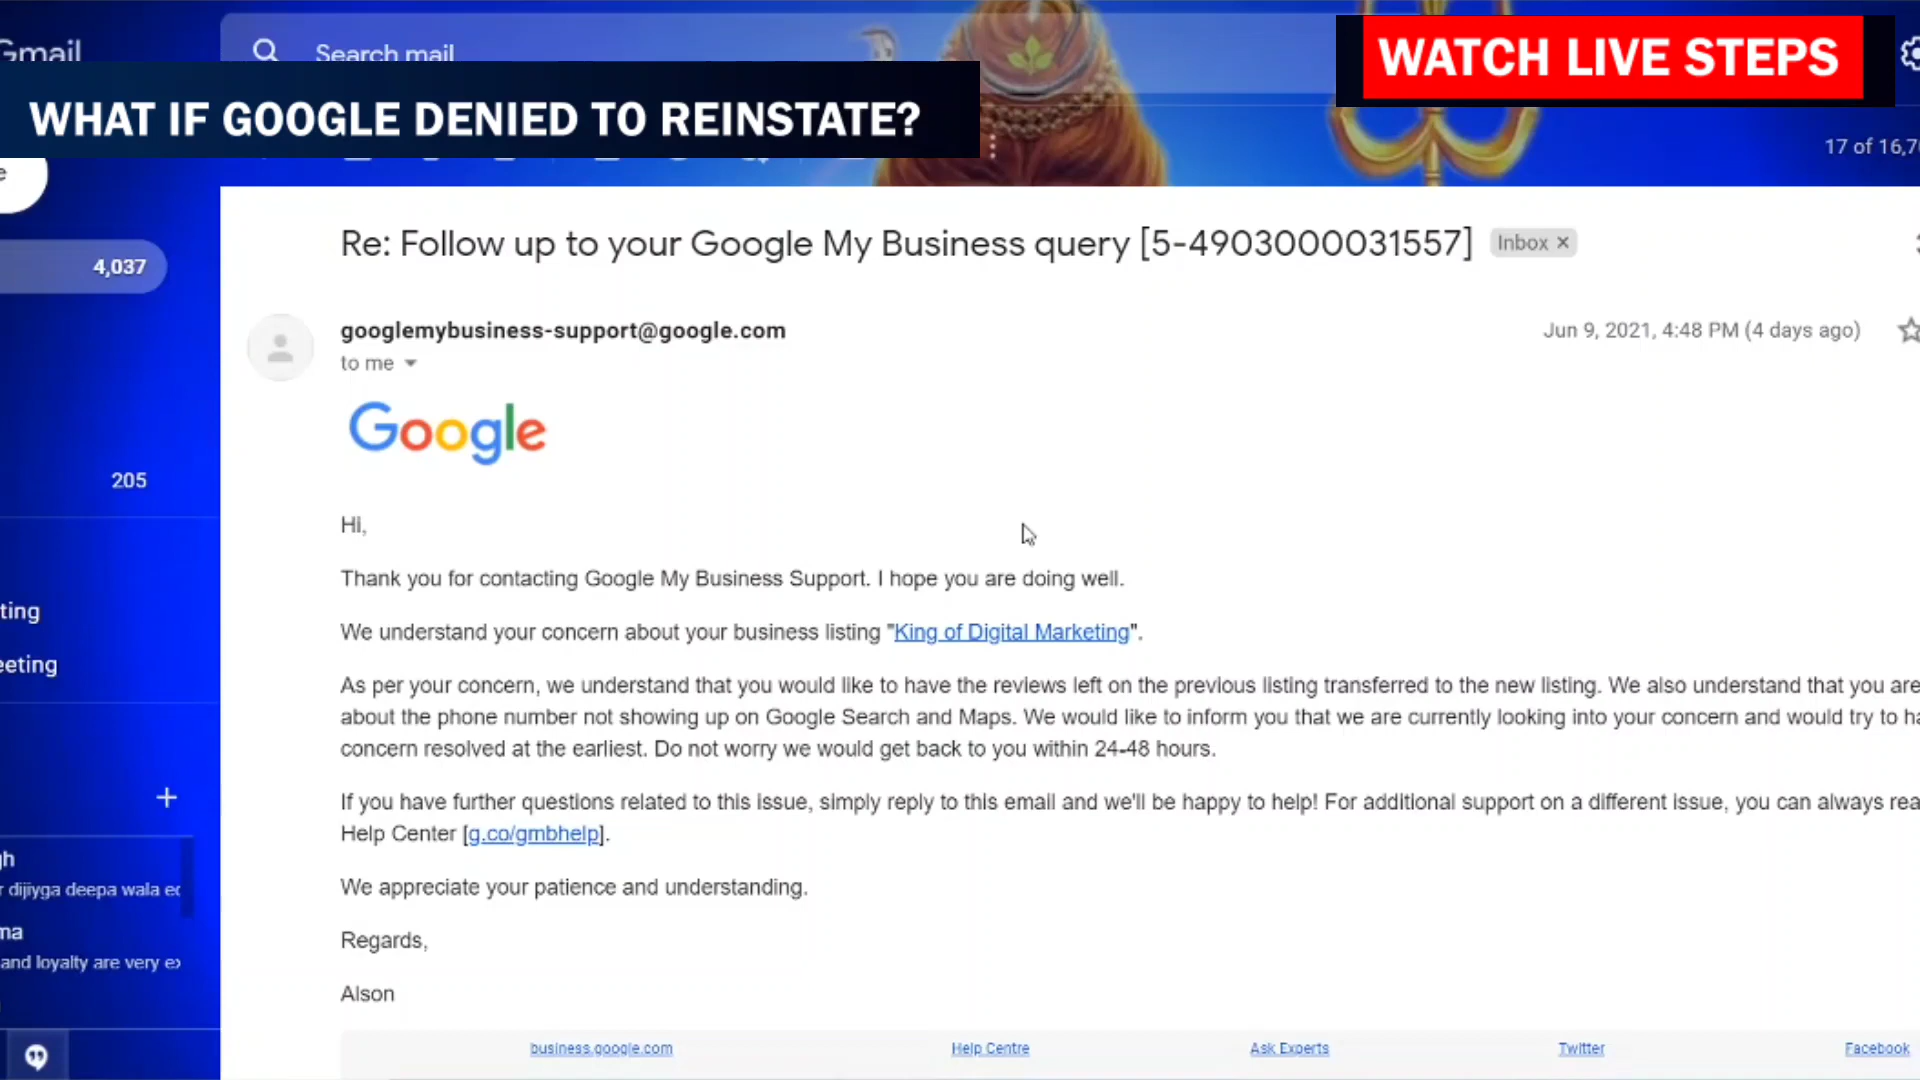 Gmail
Search mail
WATCH LIVE STEPS
WHAT IF GOOGLE DENIED TO REINSTATE?
17 of 16,7
e
Re: Follow up to your Google My Business query [5-4903000031557] Inbox ×
4,037
googlemybusiness-support@google.com
Jun 9, 2021, 4:48 PM (4 days ago)
to me
Google
205
Hi,
Thank you for contacting Google My Business Support. I hope you are doing well.
ting
We understand your concern about your business listing "King of Digital Marketing".
eeting
As per your concern, we understand that you would like to have the reviews left on the previous listing transferred to the new listing. We also understand that you are
about the phone number not showing up on Google Search and Maps. We would like to inform you that we are currently looking into your concern and would try to ha
concern resolved at the earliest. Do not worry we would get back to you within 24-48 hours.
If you have further questions related to this issue, simply reply to this email and we'll be happy to help! For additional support on a different issue, you can always rea
Help Center [g.co/gmbhelp].
gh
r dijiyga deepa wala ec
We appreciate your patience and understanding.
ma
and loyalty are very ex
Regards,
Alson
business.google.com
Help Centre
Ask Experts
Twitter
Facebook